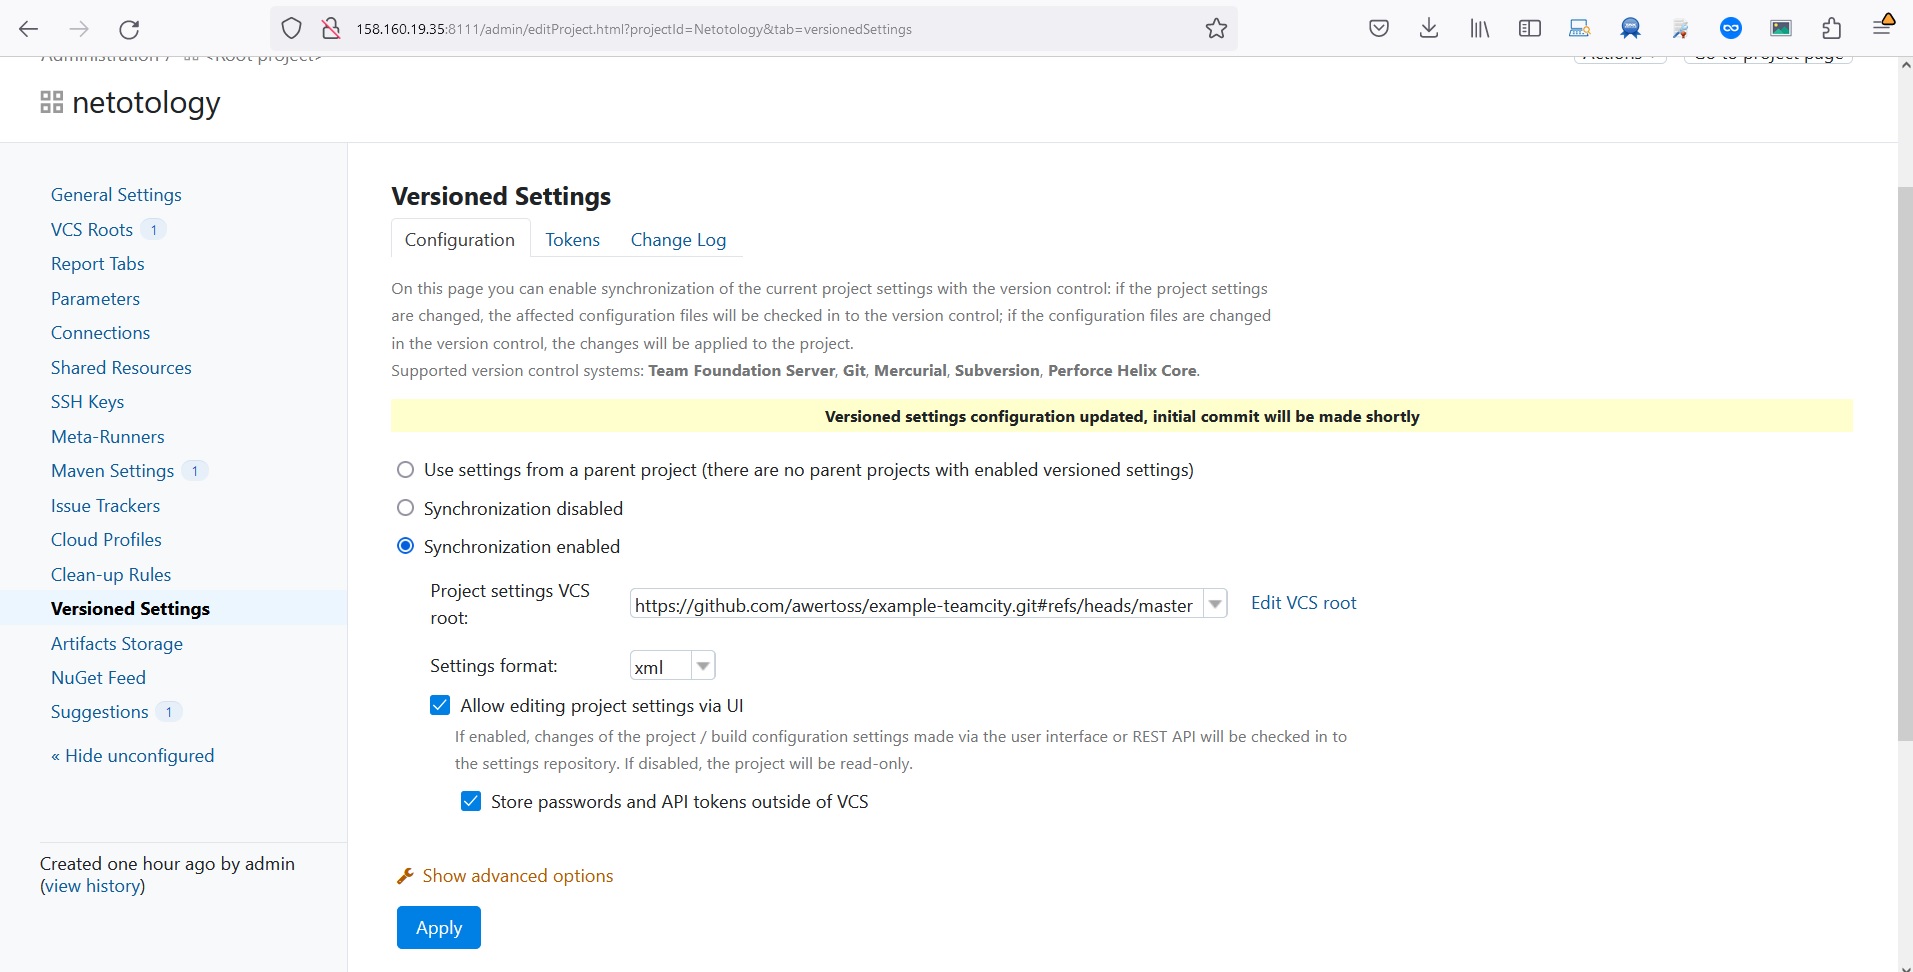 158.160.19.35:8111/admin/editProject.html?projectId=Netotology&tab=versionedSettings
Administration / <Root project>
Actions
Go to project page
netotology
General Settings
VCS Roots 1
Report Tabs
Parameters
Connections
Shared Resources
SSH Keys
Meta-Runners
Maven Settings 1
Issue Trackers
Cloud Profiles
Clean-up Rules
Versioned Settings
Artifacts Storage
NuGet Feed
Suggestions 1
« Hide unconfigured
Created one hour ago by admin
(view history)
Versioned Settings
Configuration Tokens Change Log
On this page you can enable synchronization of the current project settings with the version control: if the project settings
are changed, the affected configuration files will be checked in to the version control; if the configuration files are changed
in the version control, the changes will be applied to the project.
Supported version control systems: Team Foundation Server, Git, Mercurial, Subversion, Perforce Helix Core.
Versioned settings configuration updated, initial commit will be made shortly
Use settings from a parent project (there are no parent projects with enabled versioned settings)
Synchronization disabled
Synchronization enabled
Project settings VCS
root:
https://github.com/awertoss/example-teamcity.git#refs/heads/master
Edit VCS root
Settings format: xml
Allow editing project settings via UI
If enabled, changes of the project / build configuration settings made via the user interface or REST API will be checked in to
the settings repository. If disabled, the project will be read-only.
Store passwords and API tokens outside of VCS
Show advanced options
Apply